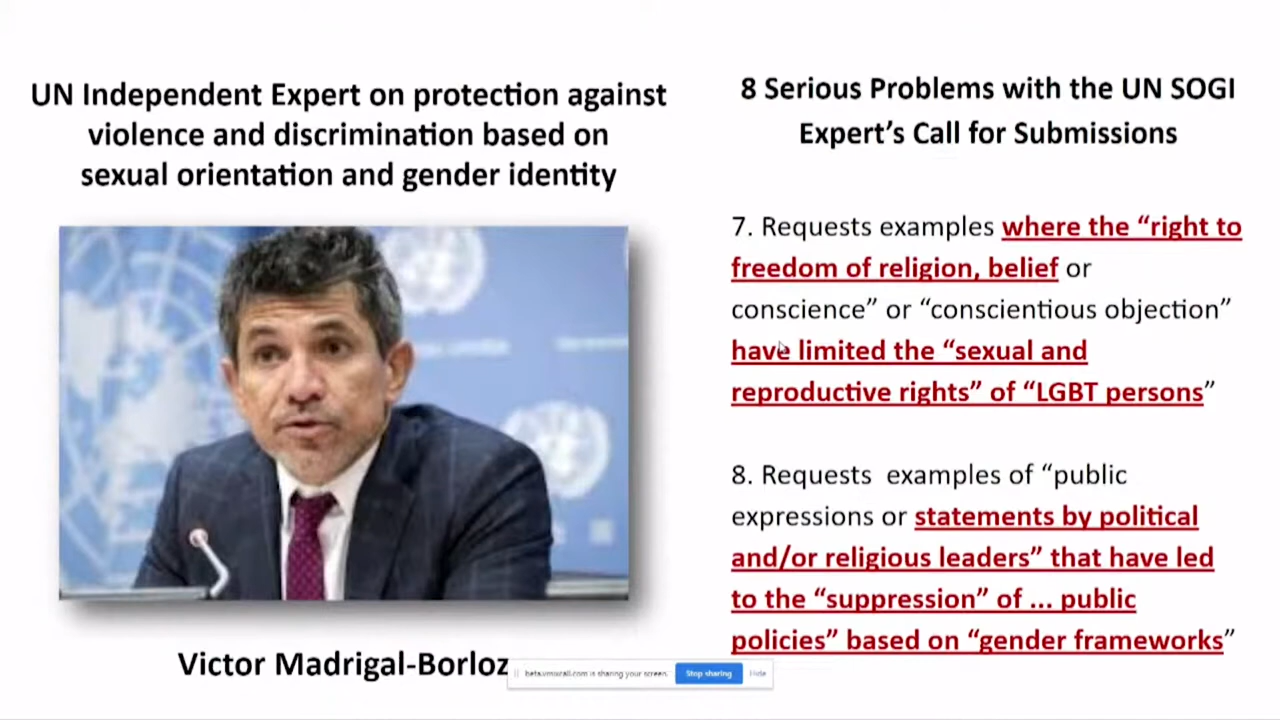 UN Independent Expert on protection against
violence and discrimination based on
sexual orientation and gender identity
Victor Madrigal-Borloz
8 Serious Problems with the UN SOGI
Expert’s Call for Submissions
7. Requests examples where the “right to
freedom of religion, belief or
conscience” or “conscientious objection”
have limited the “sexual and
reproductive rights” of “LGBT persons”
8. Requests  examples of “public
expressions or statements by political
and/or religious leaders” that have led
to the “suppression” of ... public
policies” based on “gender frameworks”
is sharing your screen.
Stop sharing
Hide